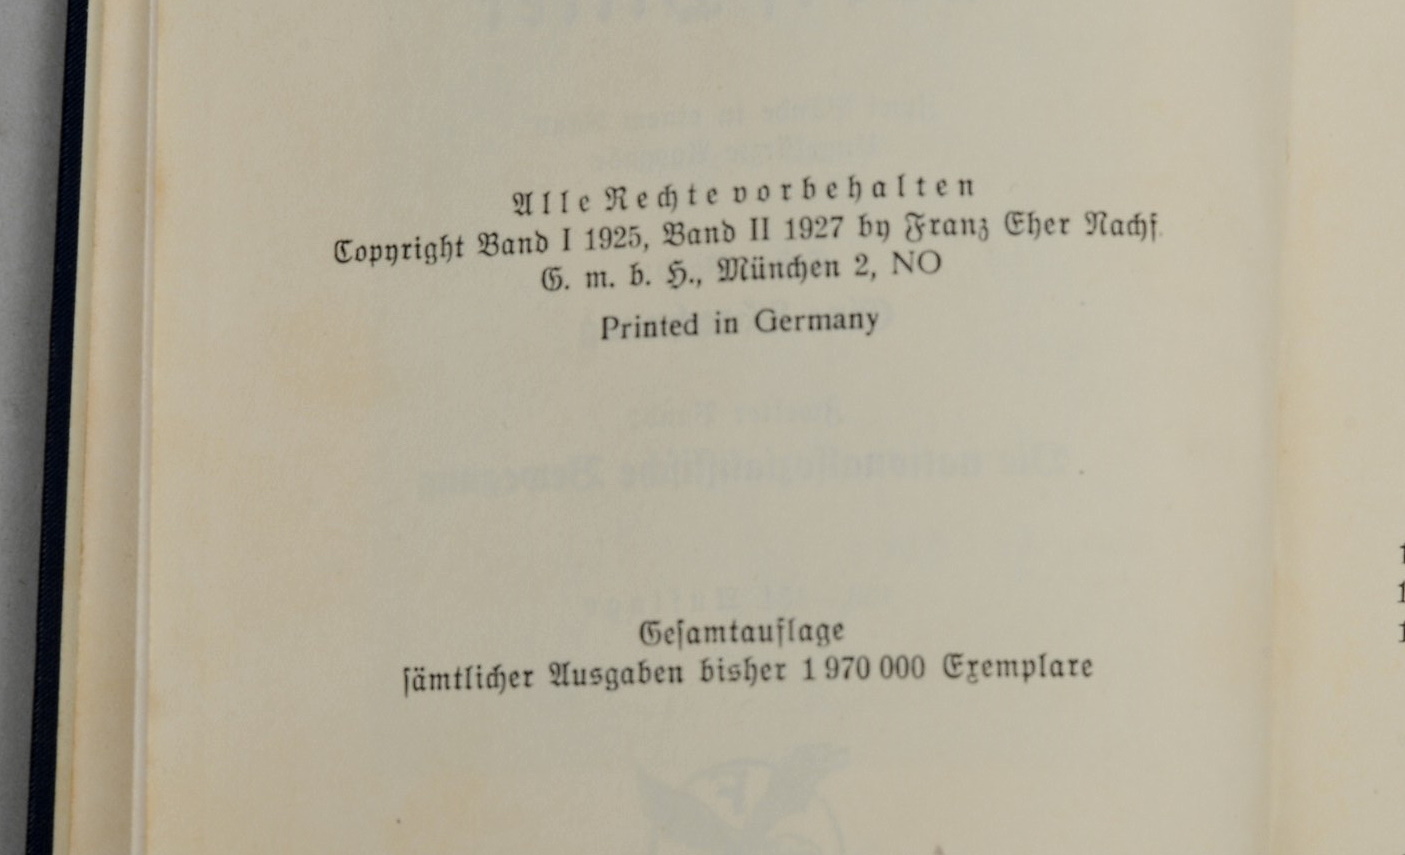 Alle Rechte vorbehalten
Copyright Band I 1925, Band II 1927 by Franz Eher Nachf.
G. m. b. H., München 2, NO
Printed in Germany
Gesamtauflage
sämtlicher Ausgaben bisher 1 970 000 Exemplare